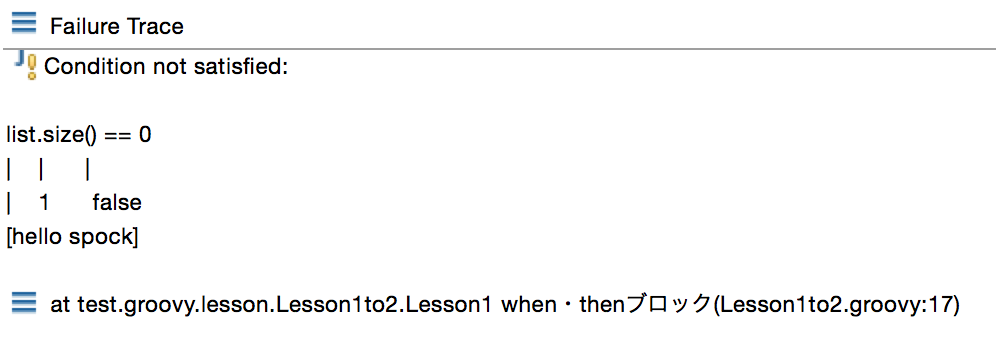 Failure Trace
Condition not satisfied:
list.size() == 0
|    |      |
|    1      false
[hello spock]
at test.groovy.lesson.Lesson1to2.Lesson1 when・thenブロック(Lesson1to2.groovy:17)